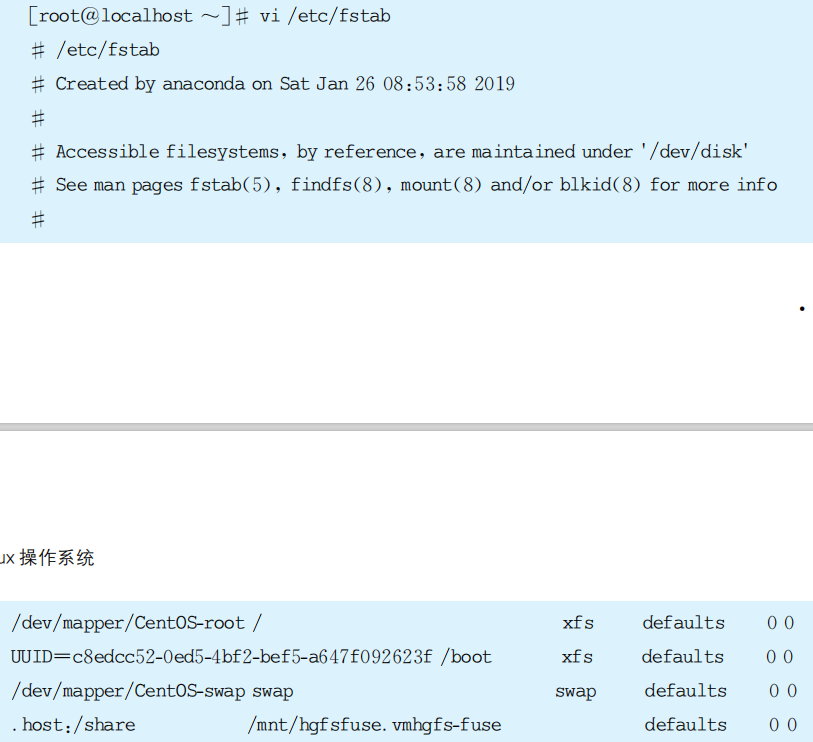 [root@localhost ~]# vi /etc/fstab
# /etc/fstab
# Created by anaconda on Sat Jan 26 08:53:58 2019
#
# Accessible filesystems, by reference, are maintained under '/dev/disk'
# See man pages fstab(5), findfs(8), mount(8) and/or blkid(8) for more info
#
ux 操作系统
/dev/mapper/CentOS-root / xfs defaults 0 0
UUID=c8edcc52-0ed5-4bf2-bef5-a647f092623f /boot xfs defaults 0 0
/dev/mapper/CentOS-swap swap swap defaults 0 0
.host:/share /mnt/hgfsfuse.vmhgfs-fuse defaults 0 0